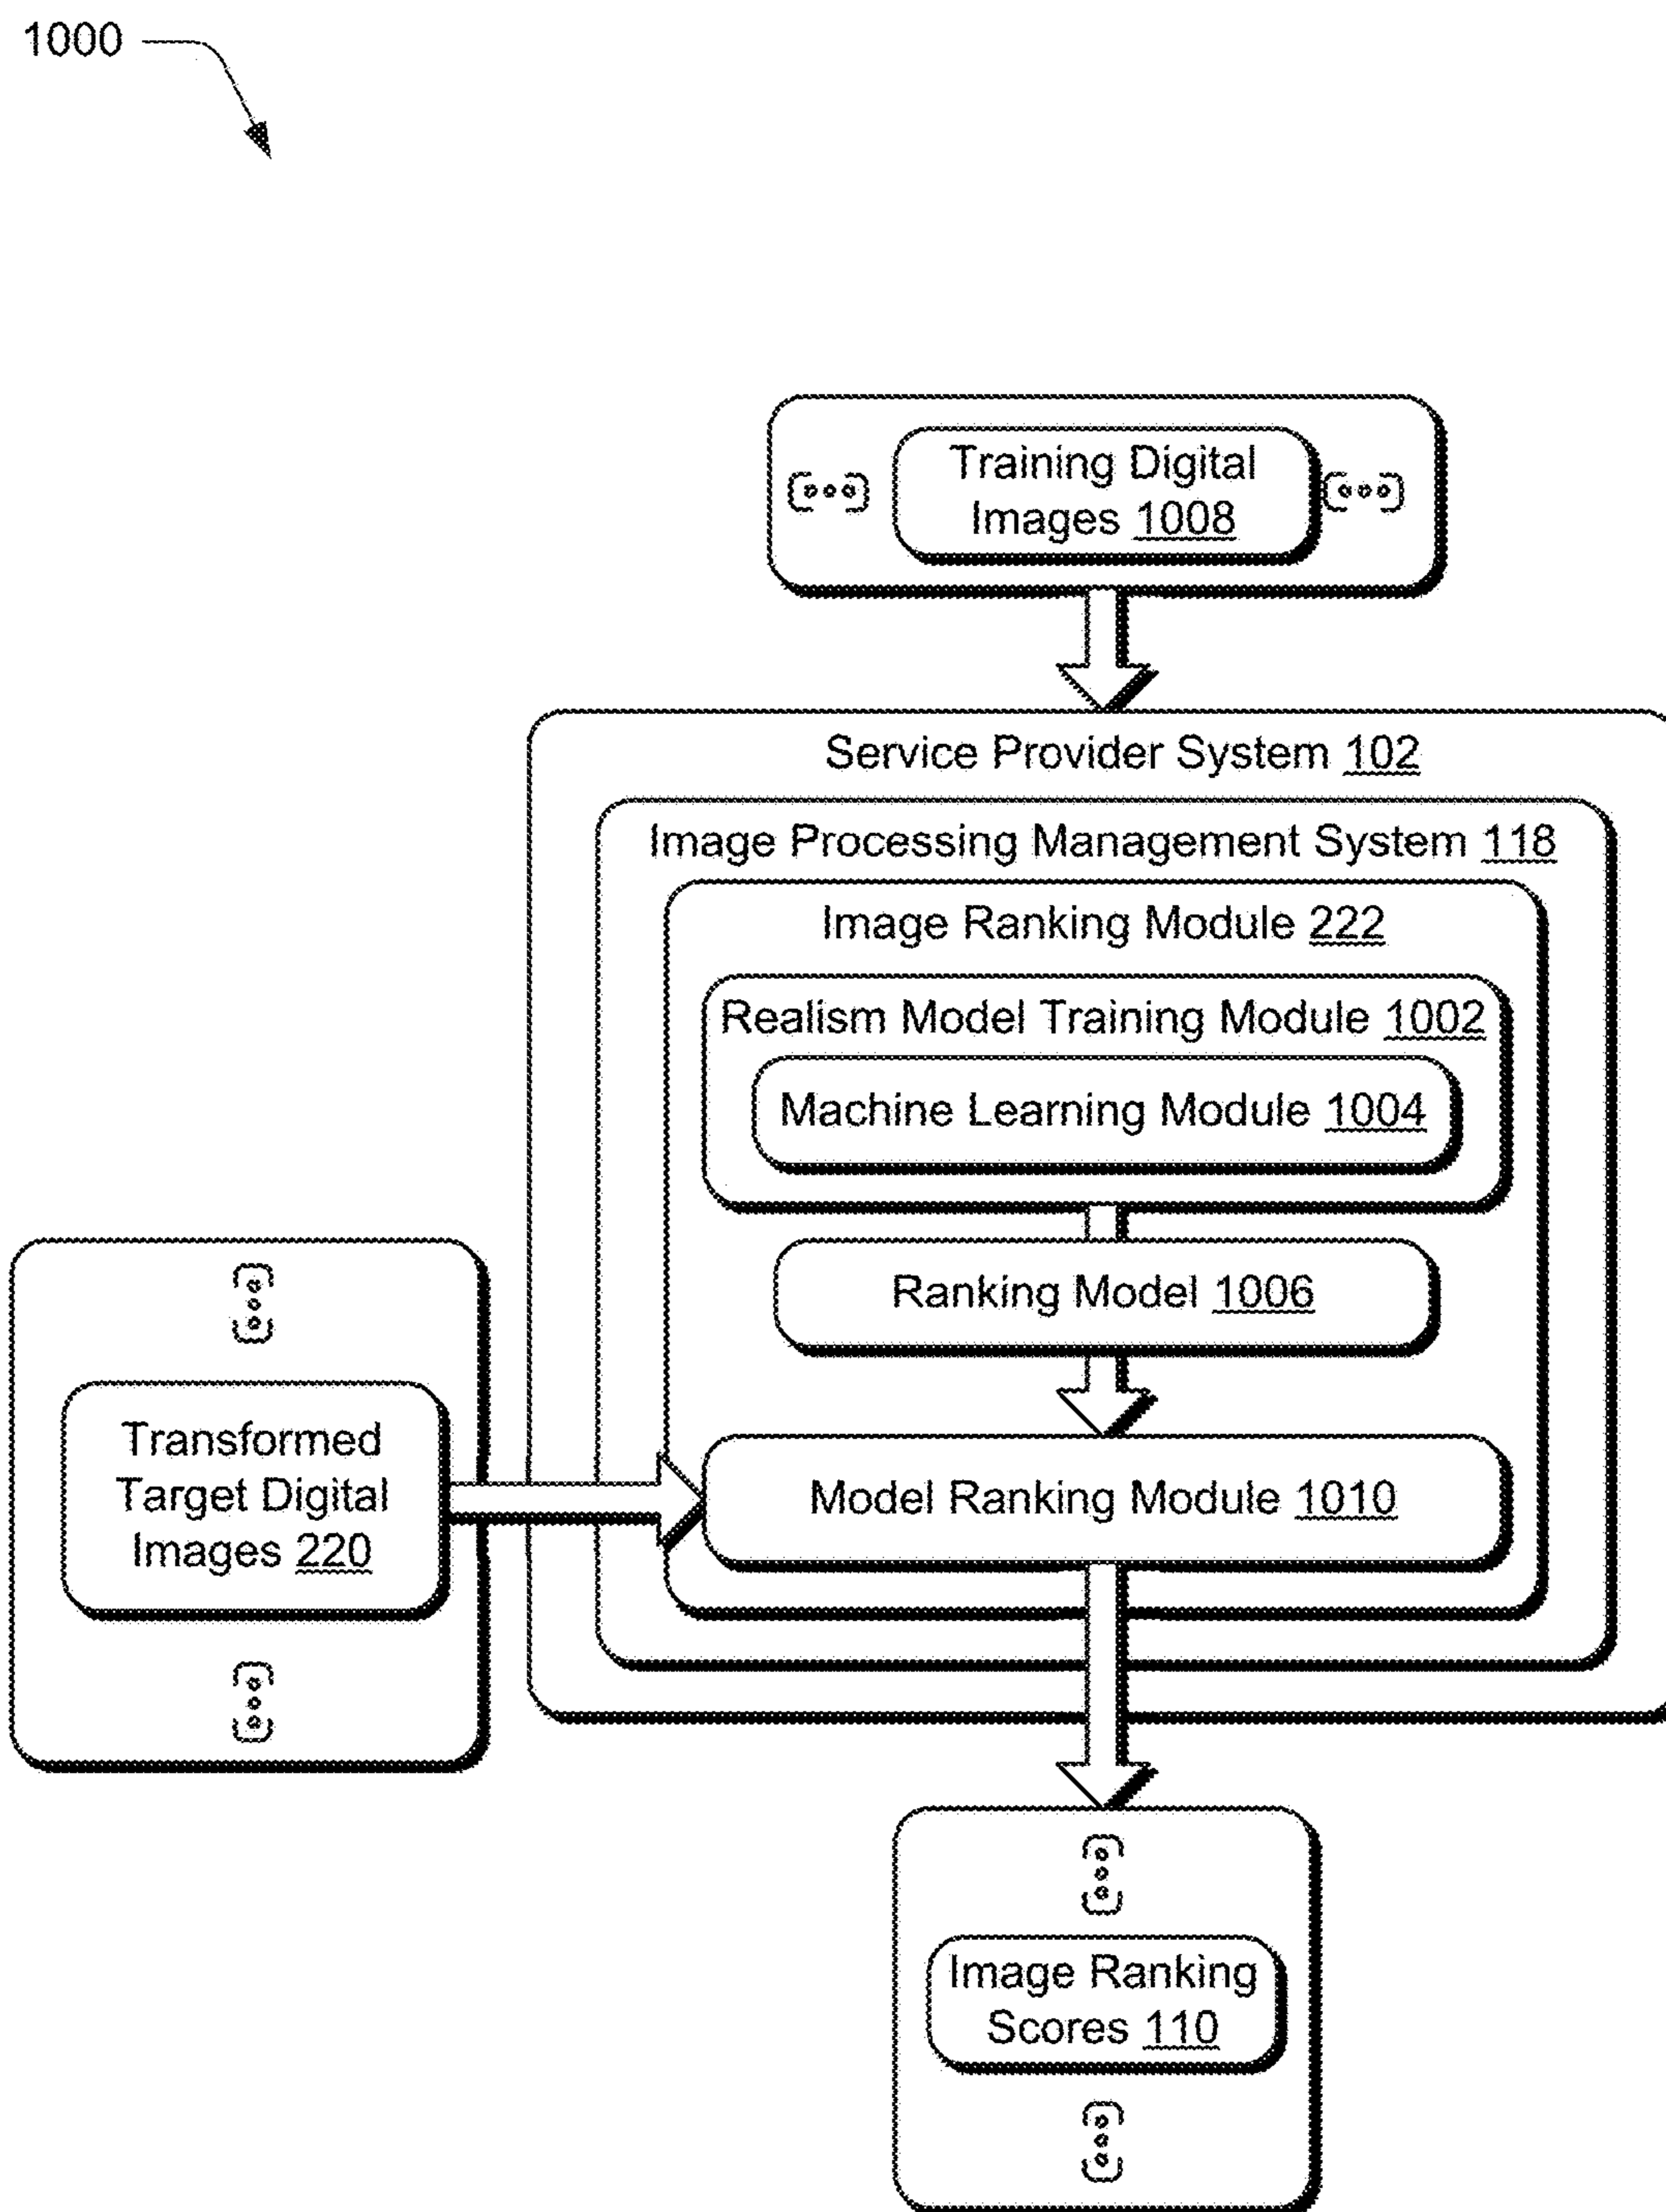 1000
Training Digital
Images 1008
Service Provider System 102
Image Processing Management System 118
Image Ranking Module 222
Realism Model Training Module 1002
Machine Learning Module 1004
Ranking Model 1006
Transformed
Target Digital
Images 220
Model Ranking Module 1010
Image Ranking
Scores 110